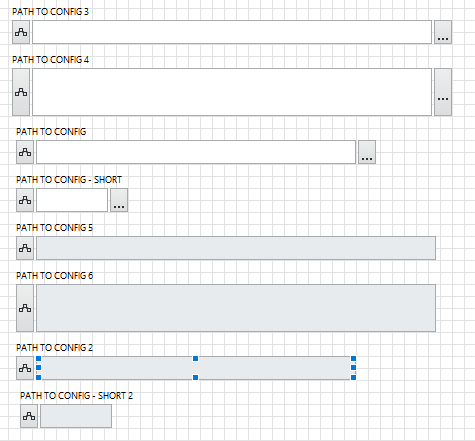 PATH TO CONFIG 3
...
PATH TO CONFIG 4
...
PATH TO CONFIG
...
PATH TO CONFIG - SHORT
...
PATH TO CONFIG 5
PATH TO CONFIG 6
PATH TO CONFIG 2
PATH TO CONFIG - SHORT 2